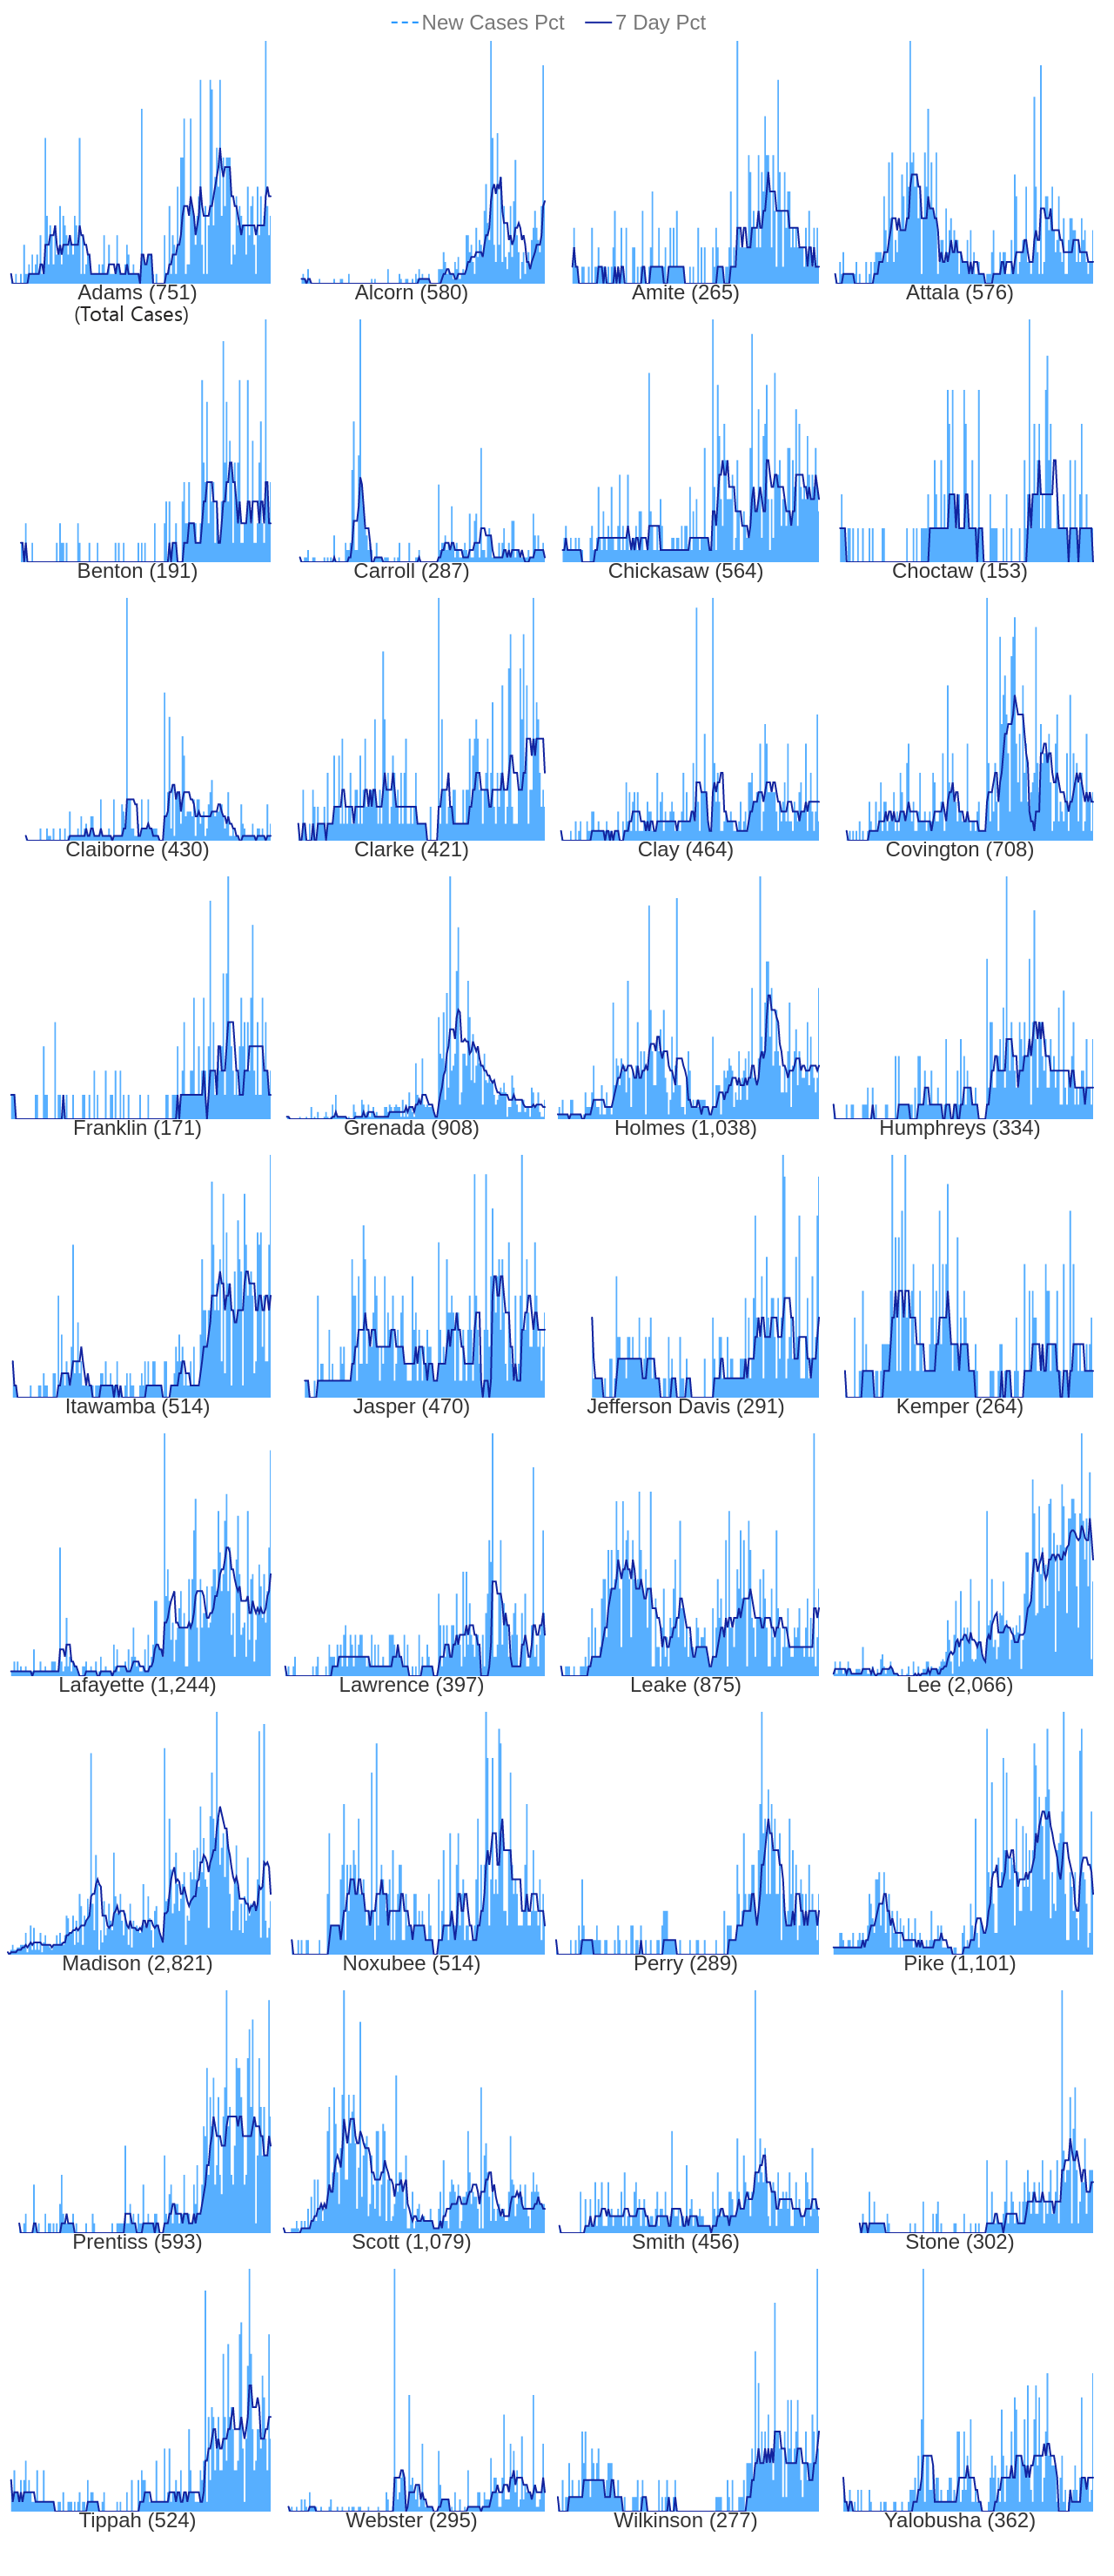 New Cases Pct 7 Day Pct
Adams (751) Alcorn (580) Amite (265) Attala (576)
(Total Cases)
Benton (191) Carroll (287) Chickasaw (564) Choctaw (153)
Claiborne (430) Clarke (421) Clay (464) Covington (708)
Franklin (171) Grenada (908) Holmes (1,038) Humphreys (334)
Itawamba (514) Jasper (470) Jefferson Davis (291) Kemper (264)
Lafayette (1,244) Lawrence (397) Leake (875) Lee (2,066)
Madison (2,821) Noxubee (514) Perry (289) Pike (1,101)
Prentiss (593) Scott (1,079) Smith (456) Stone (302)
Tippah (524) Webster (295) Wilkinson (277) Yalobusha (362)